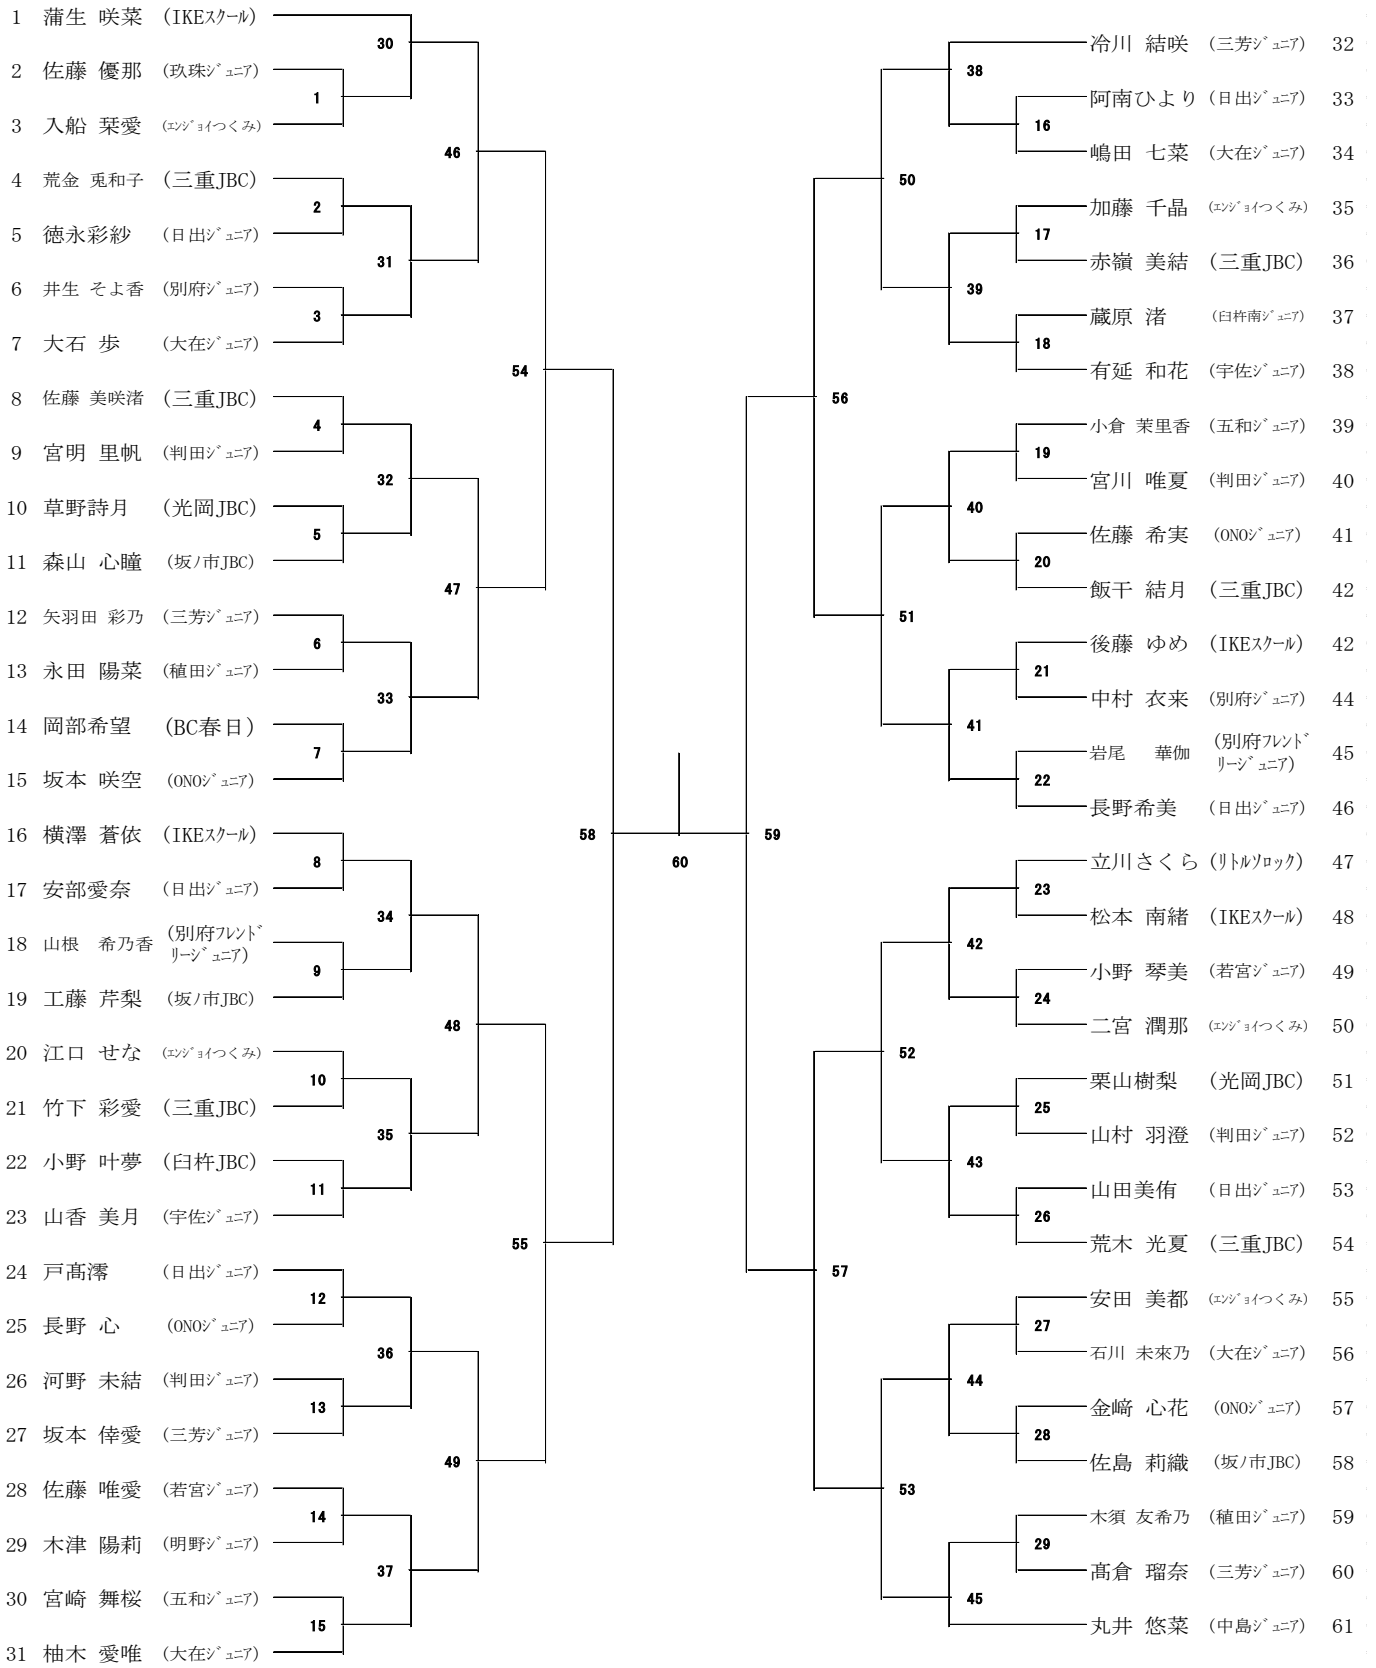 1 蒲生 咲菜 (IKEｽｸｰﾙ)
2 佐藤 優那 (玖珠ｼﾞｭﾆｱ)
3 入船 栞愛 (ｴﾝｼﾞｮｲつくみ)
4 荒金 兎和子 (三重JBC)
5 徳永彩紗 (日出ｼﾞｭﾆｱ)
6 井生 そよ香 (別府ｼﾞｭﾆｱ)
7 大石 歩 (大在ｼﾞｭﾆｱ)
8 佐藤 美咲渚 (三重JBC)
9 宮明 里帆 (判田ｼﾞｭﾆｱ)
10 草野詩月 (光岡JBC)
11 森山 心瞳 (坂ﾉ市JBC)
12 矢羽田 彩乃 (三芳ｼﾞｭﾆｱ)
13 永田 陽菜 (稙田ｼﾞｭﾆｱ)
14 岡部希望 (BC春日)
15 坂本 咲空 (ONOｼﾞｭﾆｱ)
16 横澤 蒼依 (IKEｽｸｰﾙ)
17 安部愛奈 (日出ｼﾞｭﾆｱ)
18 山根 希乃香 (別府ﾌﾚﾝﾄﾞ
ﾘｰｼﾞｭﾆｱ)
19 工藤 芹梨 (坂ﾉ市JBC)
20 江口 せな (ｴﾝｼﾞｮｲつくみ)
21 竹下 彩愛 (三重JBC)
22 小野 叶夢 (臼杵JBC)
23 山香 美月 (宇佐ｼﾞｭﾆｱ)
24 戸髙澪 (日出ｼﾞｭﾆｱ)
25 長野 心 (ONOｼﾞｭﾆｱ)
26 河野 未結 (判田ｼﾞｭﾆｱ)
27 坂本 倖愛 (三芳ｼﾞｭﾆｱ)
28 佐藤 唯愛 (若宮ｼﾞｭﾆｱ)
29 木津 陽莉 (明野ｼﾞｭﾆｱ)
30 宮崎 舞桜 (五和ｼﾞｭﾆｱ)
31 柚木 愛唯 (大在ｼﾞｭﾆｱ)
1
2
3
4
5
6
7
8
9
10
11
12
13
14
15
30
31
32
33
34
35
36
37
46
47
48
49
54
55
58
60
59
56
57
50
51
52
53
38
39
40
41
42
43
44
45
16
17
18
19
20
21
22
23
24
25
26
27
28
29
冷川 結咲 (三芳ｼﾞｭﾆｱ) 32
阿南ひより (日出ｼﾞｭﾆｱ) 33
嶋田 七菜 (大在ｼﾞｭﾆｱ) 34
加藤 千晶 (ｴﾝｼﾞｮｲつくみ) 35
赤嶺 美結 (三重JBC) 36
蔵原 渚 (臼杵南ｼﾞｭﾆｱ) 37
有延 和花 (宇佐ｼﾞｭﾆｱ) 38
小倉 茉里香 (五和ｼﾞｭﾆｱ) 39
宮川 唯夏 (判田ｼﾞｭﾆｱ) 40
佐藤 希実 (ONOｼﾞｭﾆｱ) 41
飯干 結月 (三重JBC) 42
後藤 ゆめ (IKEｽｸｰﾙ) 42
中村 衣来 (別府ｼﾞｭﾆｱ) 44
岩尾 華伽 (別府ﾌﾚﾝﾄﾞ 45
ﾘｰｼﾞｭﾆｱ)
長野希美 (日出ｼﾞｭﾆｱ) 46
立川さくら (ﾘﾄﾙｿﾛｯｸ) 47
松本 南緒 (IKEｽｸｰﾙ) 48
小野 琴美 (若宮ｼﾞｭﾆｱ) 49
二宮 潤那 (ｴﾝｼﾞｮｲつくみ) 50
栗山樹梨 (光岡JBC) 51
山村 羽澄 (判田ｼﾞｭﾆｱ) 52
山田美侑 (日出ｼﾞｭﾆｱ) 53
荒木 光夏 (三重JBC) 54
安田 美都 (ｴﾝｼﾞｮｲつくみ) 55
石川 未來乃 (大在ｼﾞｭﾆｱ) 56
金﨑 心花 (ONOｼﾞｭﾆｱ) 57
佐島 莉織 (坂ﾉ市JBC) 58
木須 友希乃 (稙田ｼﾞｭﾆｱ) 59
髙倉 瑠奈 (三芳ｼﾞｭﾆｱ) 60
丸井 悠菜 (中島ｼﾞｭﾆｱ) 61